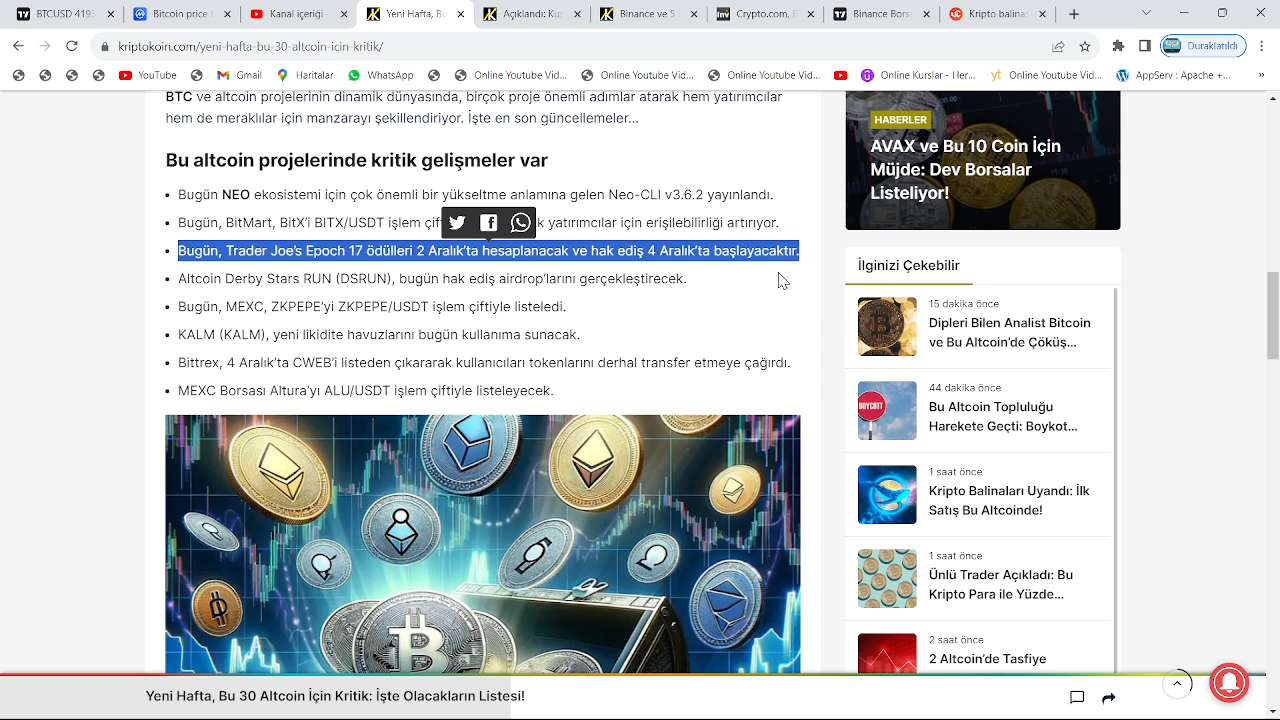 BTCUSD 4193
Bitcoin price t
Kanal içeriği -
Yeni Hafta, Bu
Açıklandı: Kur
Binance ve 5 B
Crypto.com, F
Binance Bors
Kripto balinas
kriptokoin.com/yeni-hafta-bu-30-altcoin-icin-kritik/
Duraklatıldı
YouTube
Gmail
Haritalar
WhatsApp
Online Youtube Vid...
Online Youtube Vid...
Online Youtube Vid...
Online Kurslar - Her...
Online Youtube Vid...
AppServ : Apache +...
BTC ve altcoin projelerinin dinamik dünyasında, birçok proje önemli adımlar atarak hem yatırımcılar
hem de meraklılar için manzarayı şekillendiriyor. İşte en son güncellemeler...
Bu altcoin projelerinde kritik gelişmeler var
Bugün NEO ekosistemi için çok önemli bir yükseltme anlamına gelen Neo-CLI v3.6.2 yayınlandı.
Bugün, BitMart, BitX'i BITX/USDT işlem çif k yatırımcılar için erişilebilirliği artırıyor.
Bugün, Trader Joe's Epoch 17 ödülleri 2 Aralık'ta hesaplanacak ve hak ediş 4 Aralık'ta başlayacaktır.
Altcoin Derby Stars RUN (DSRUN), bugün hak ediş airdrop'larını gerçekleştirecek.
Bugün, MEXC, ZKPEPE'yi ZKPEPE/USDT işlem çiftiyle listeledi.
KALM (KALM), yeni likidite havuzlarını bugün kullanıma sunacak.
Bittrex, 4 Aralık'ta CWEB'i listeden çıkararak kullanıcıları tokenlarını derhal transfer etmeye çağırdı.
MEXC Borsası Altura'yı ALU/USDT işlem çiftiyle listeleyecek.
HABERLER
AVAX ve Bu 10 Coin İçin
Müjde: Dev Borsalar
Listeliyor!
İlginizi Çekebilir
15 dakika önce
Dipleri Bilen Analist Bitcoin
ve Bu Altcoin'de Çöküş...
44 dakika önce
BOYCOTT
Bu Altcoin Topluluğu
Harekete Geçti: Boykot...
1 saat önce
Kripto Balinaları Uyandı: İlk
Satış Bu Altcoinde!
1 saat önce
Ünlü Trader Açıkladı: Bu
Kripto Para ile Yüzde...
2 saat önce
2 Altcoin'de Tasfiye
Yeni Hafta, Bu 30 Altcoin İçin Kritik: İşte Olacakların Listesi!